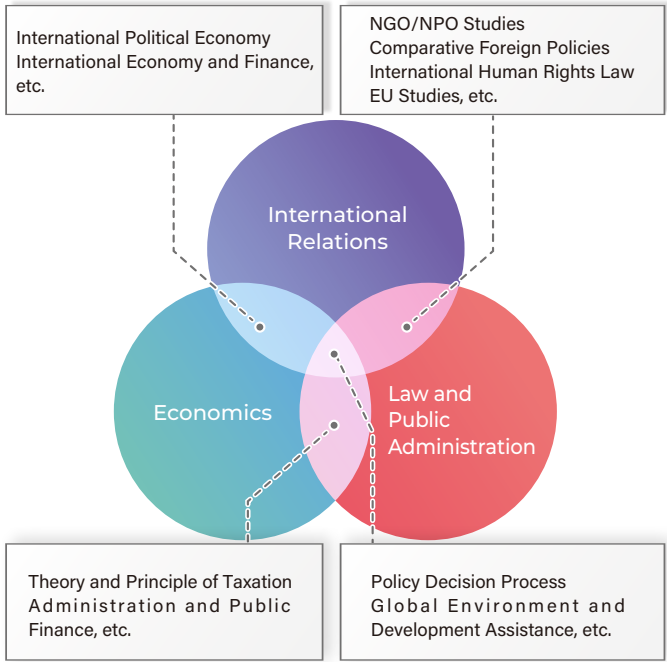 International Political Economy
International Economy and Finance,
etc.
NGO/NPO Studies
Comparative Foreign Policies
International Human Rights Law
EU Studies, etc.
International
Relations
Economics
Law and
Public
Administration
Theory and Principle of Taxation
Administration and Public
Finance, etc.
Policy Decision Process
Global Environment and
Development Assistance, etc.